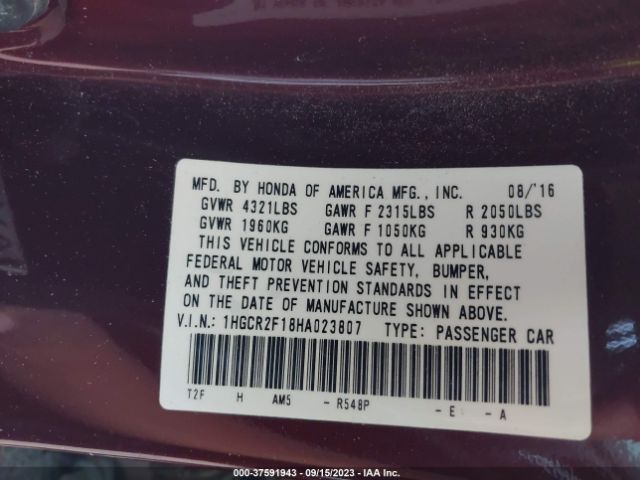 MFD. BY HONDA OF AMERICA MFG., INC. 08/'16
GVWR 4321LBS GAWR F 2315LBS R 2050LBS
GVWR 1960KG GAWR F 1050KG R 930KG
THIS VEHICLE CONFORMS TO ALL APPLICABLE
FEDERAL MOTOR VEHICLE SAFETY, BUMPER,
AND THEFT PREVENTION STANDARDS IN EFFECT
ON THE DATE OF MANUFACTURE SHOWN ABOVE.
V.I.N.: 1HGCR2F18HA023807 TYPE: PASSENGER CAR
T2F H AM5 - R548P - E - A
000-37591943 - 09/15/2023 - IAA Inc.